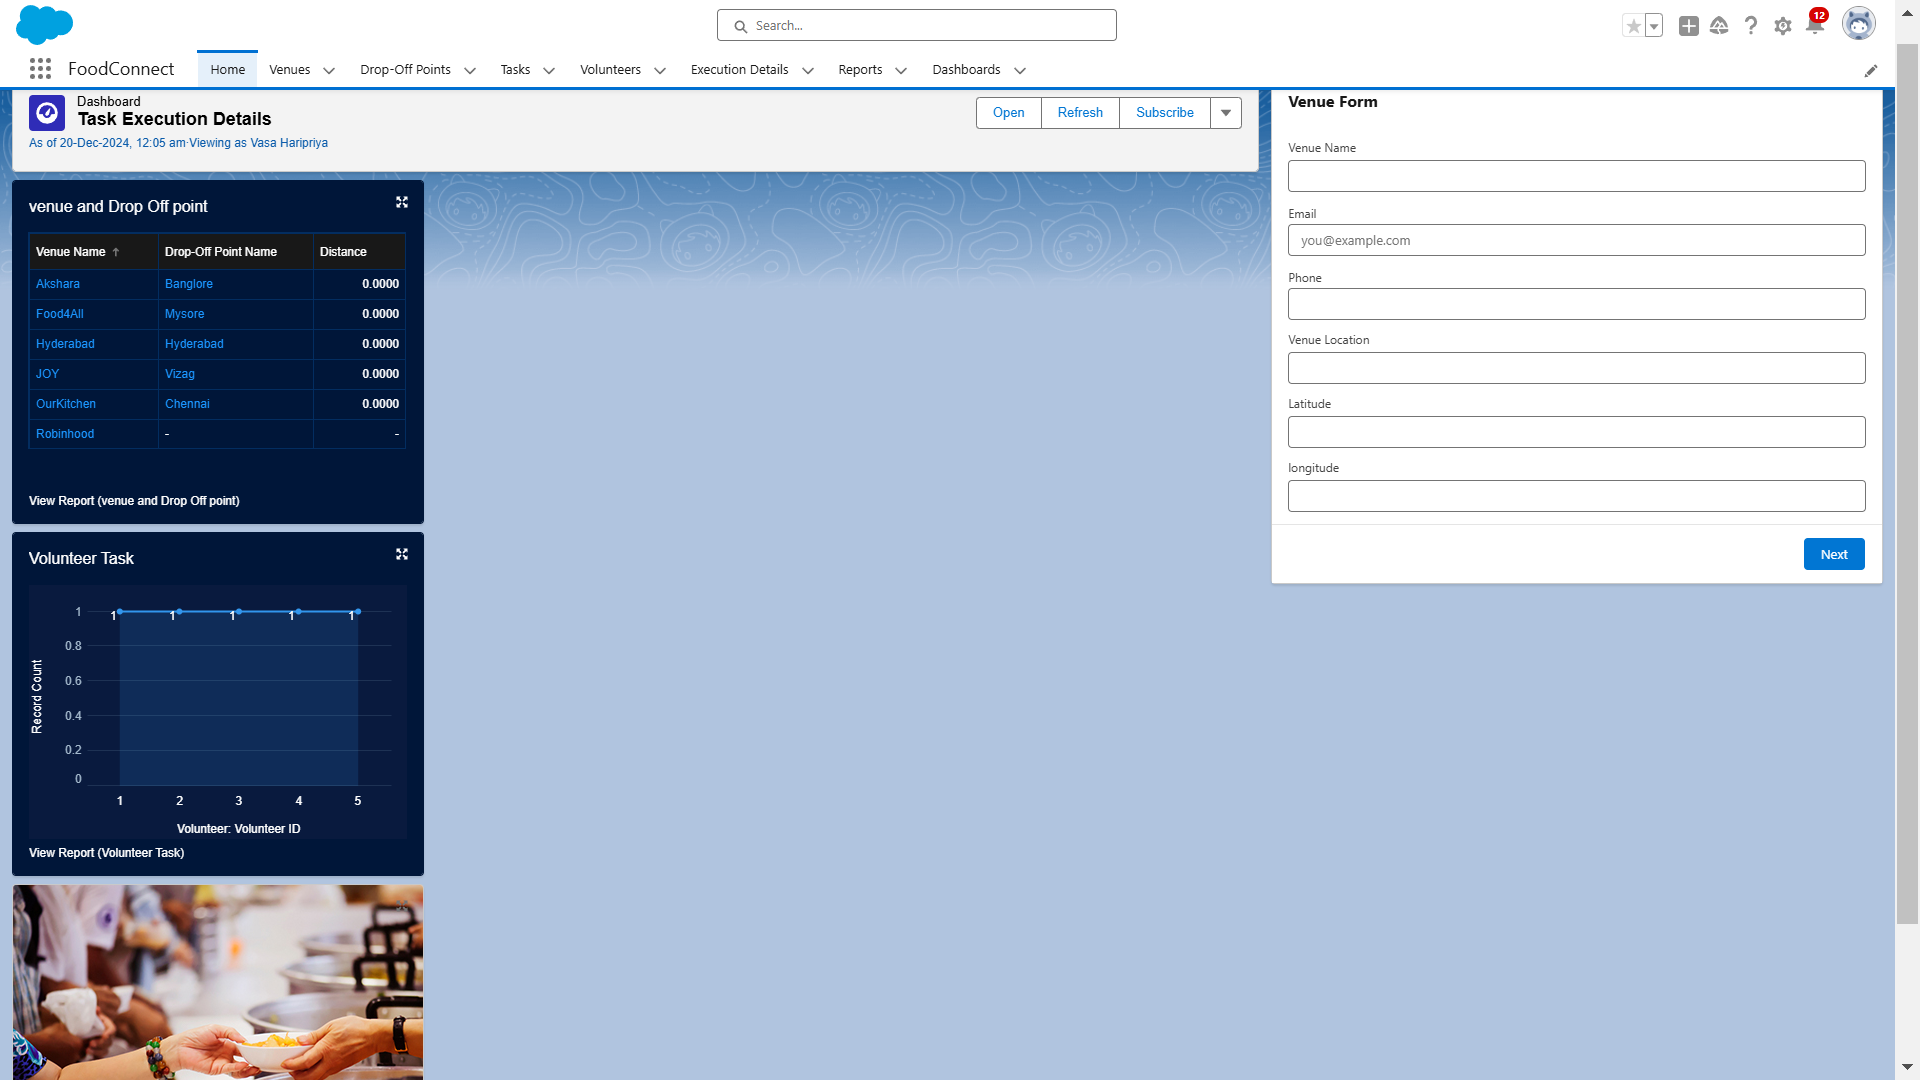 Search...
12
FoodConnect
Home
Venues
Drop-Off Points
Tasks
Volunteers
Execution Details
Reports
Dashboards
Dashboard
Task Execution Details
As of 20-Dec-2024, 12:05 am·Viewing as Vasa Haripriya
Open
Refresh
Subscribe
venue and Drop Off point
Venue Name ↑ Drop-Off Point Name Distance
Akshara Banglore 0.0000
Food4All Mysore 0.0000
Hyderabad Hyderabad 0.0000
JOY Vizag 0.0000
OurKitchen Chennai 0.0000
Robinhood - -
View Report (venue and Drop Off point)
Volunteer Task
Record Count
1
0.8
0.6
0.4
0.2
0
1 1 1 1 1
1 2 3 4 5
Volunteer: Volunteer ID
View Report (Volunteer Task)
Venue Form
Venue Name
Email
you@example.com
Phone
Venue Location
Latitude
longitude
Next